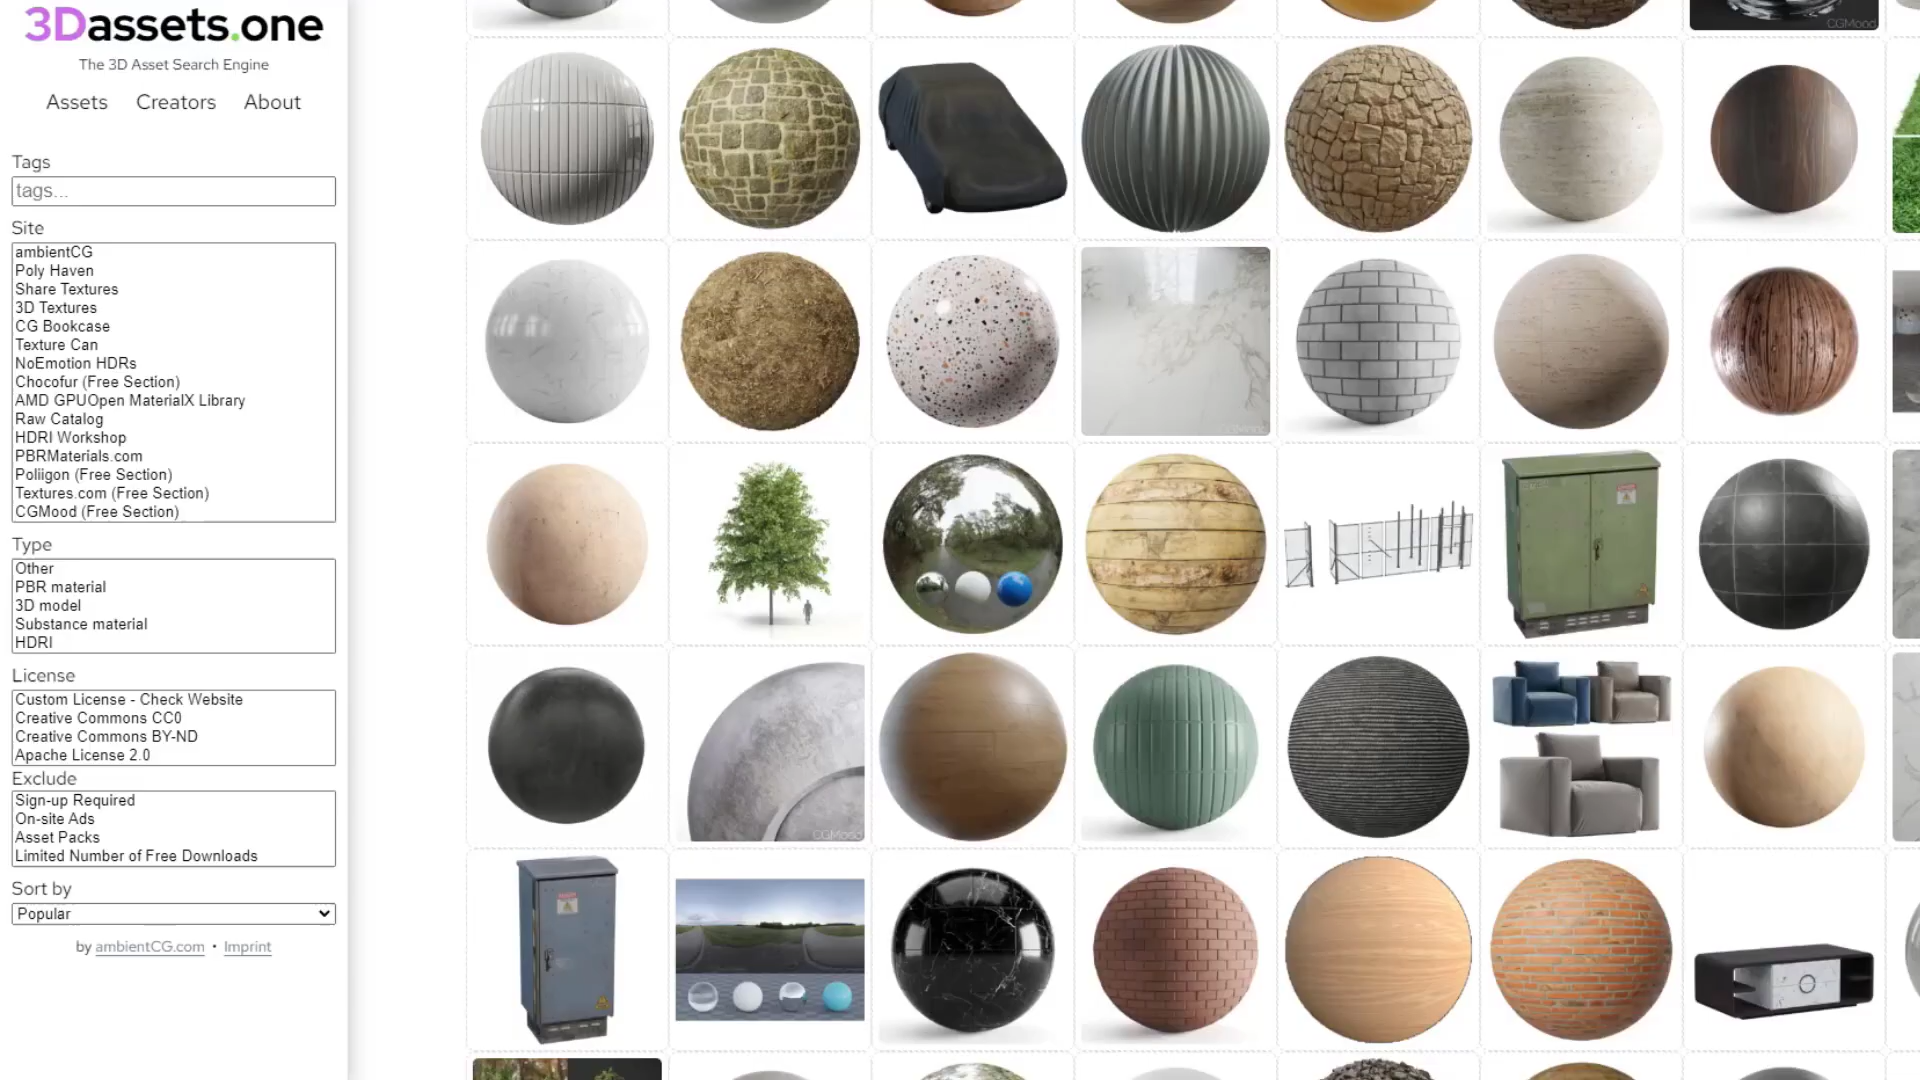 3Dassets.one
The 3D Asset Search Engine
Assets Creators About
Tags
tags...
Site
ambientCG
Poly Haven
Share Textures
3D Textures
CG Bookcase
Texture Can
NoEmotion HDRs
Chocofur (Free Section)
AMD GPUOpen MaterialX Library
Raw Catalog
HDRI Workshop
PBRMaterials.com
Poliigon (Free Section)
Textures.com (Free Section)
CGMood (Free Section)
Type
Other
PBR material
3D model
Substance material
HDRI
License
Custom License - Check Website
Creative Commons CC0
Creative Commons BY-ND
Apache License 2.0
Exclude
Sign-up Required
On-site Ads
Asset Packs
Limited Number of Free Downloads
Sort by
Popular
by ambientCG.com • Imprint
CGMood
CGMood
CGMood